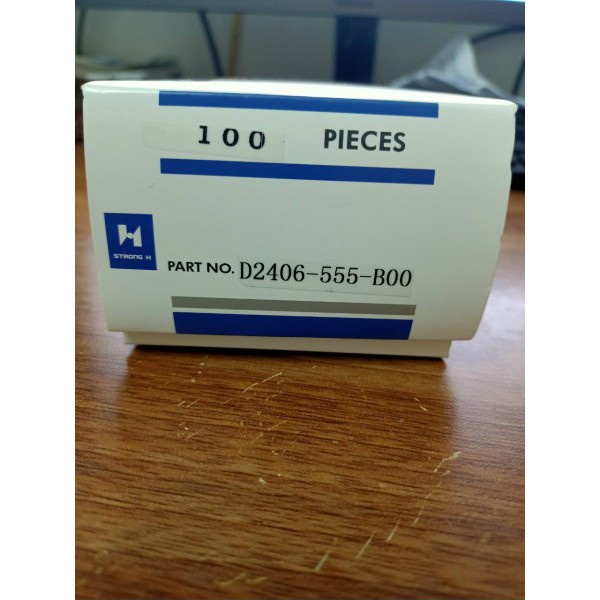 100 PIECES
STRONG H
PART NO. D2406-555-B00